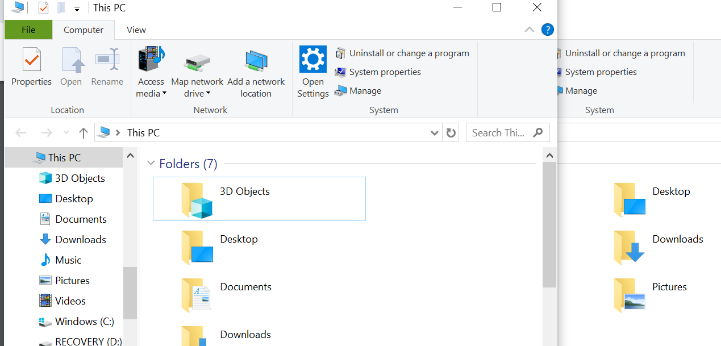 This PC
File
Computer
View
Properties
Open
Rename
Access media
Map network drive
Add a network location
Open Settings
Uninstall or change a program
System properties
Manage
Uninstall or change a program
System properties
Manage
Location
Network
System
System
This PC
Search Thi...
This PC
3D Objects
Desktop
Documents
Downloads
Music
Pictures
Videos
Windows (C:)
RECOVERY (D:)
Folders (7)
3D Objects
Desktop
Documents
Downloads
Desktop
Downloads
Pictures